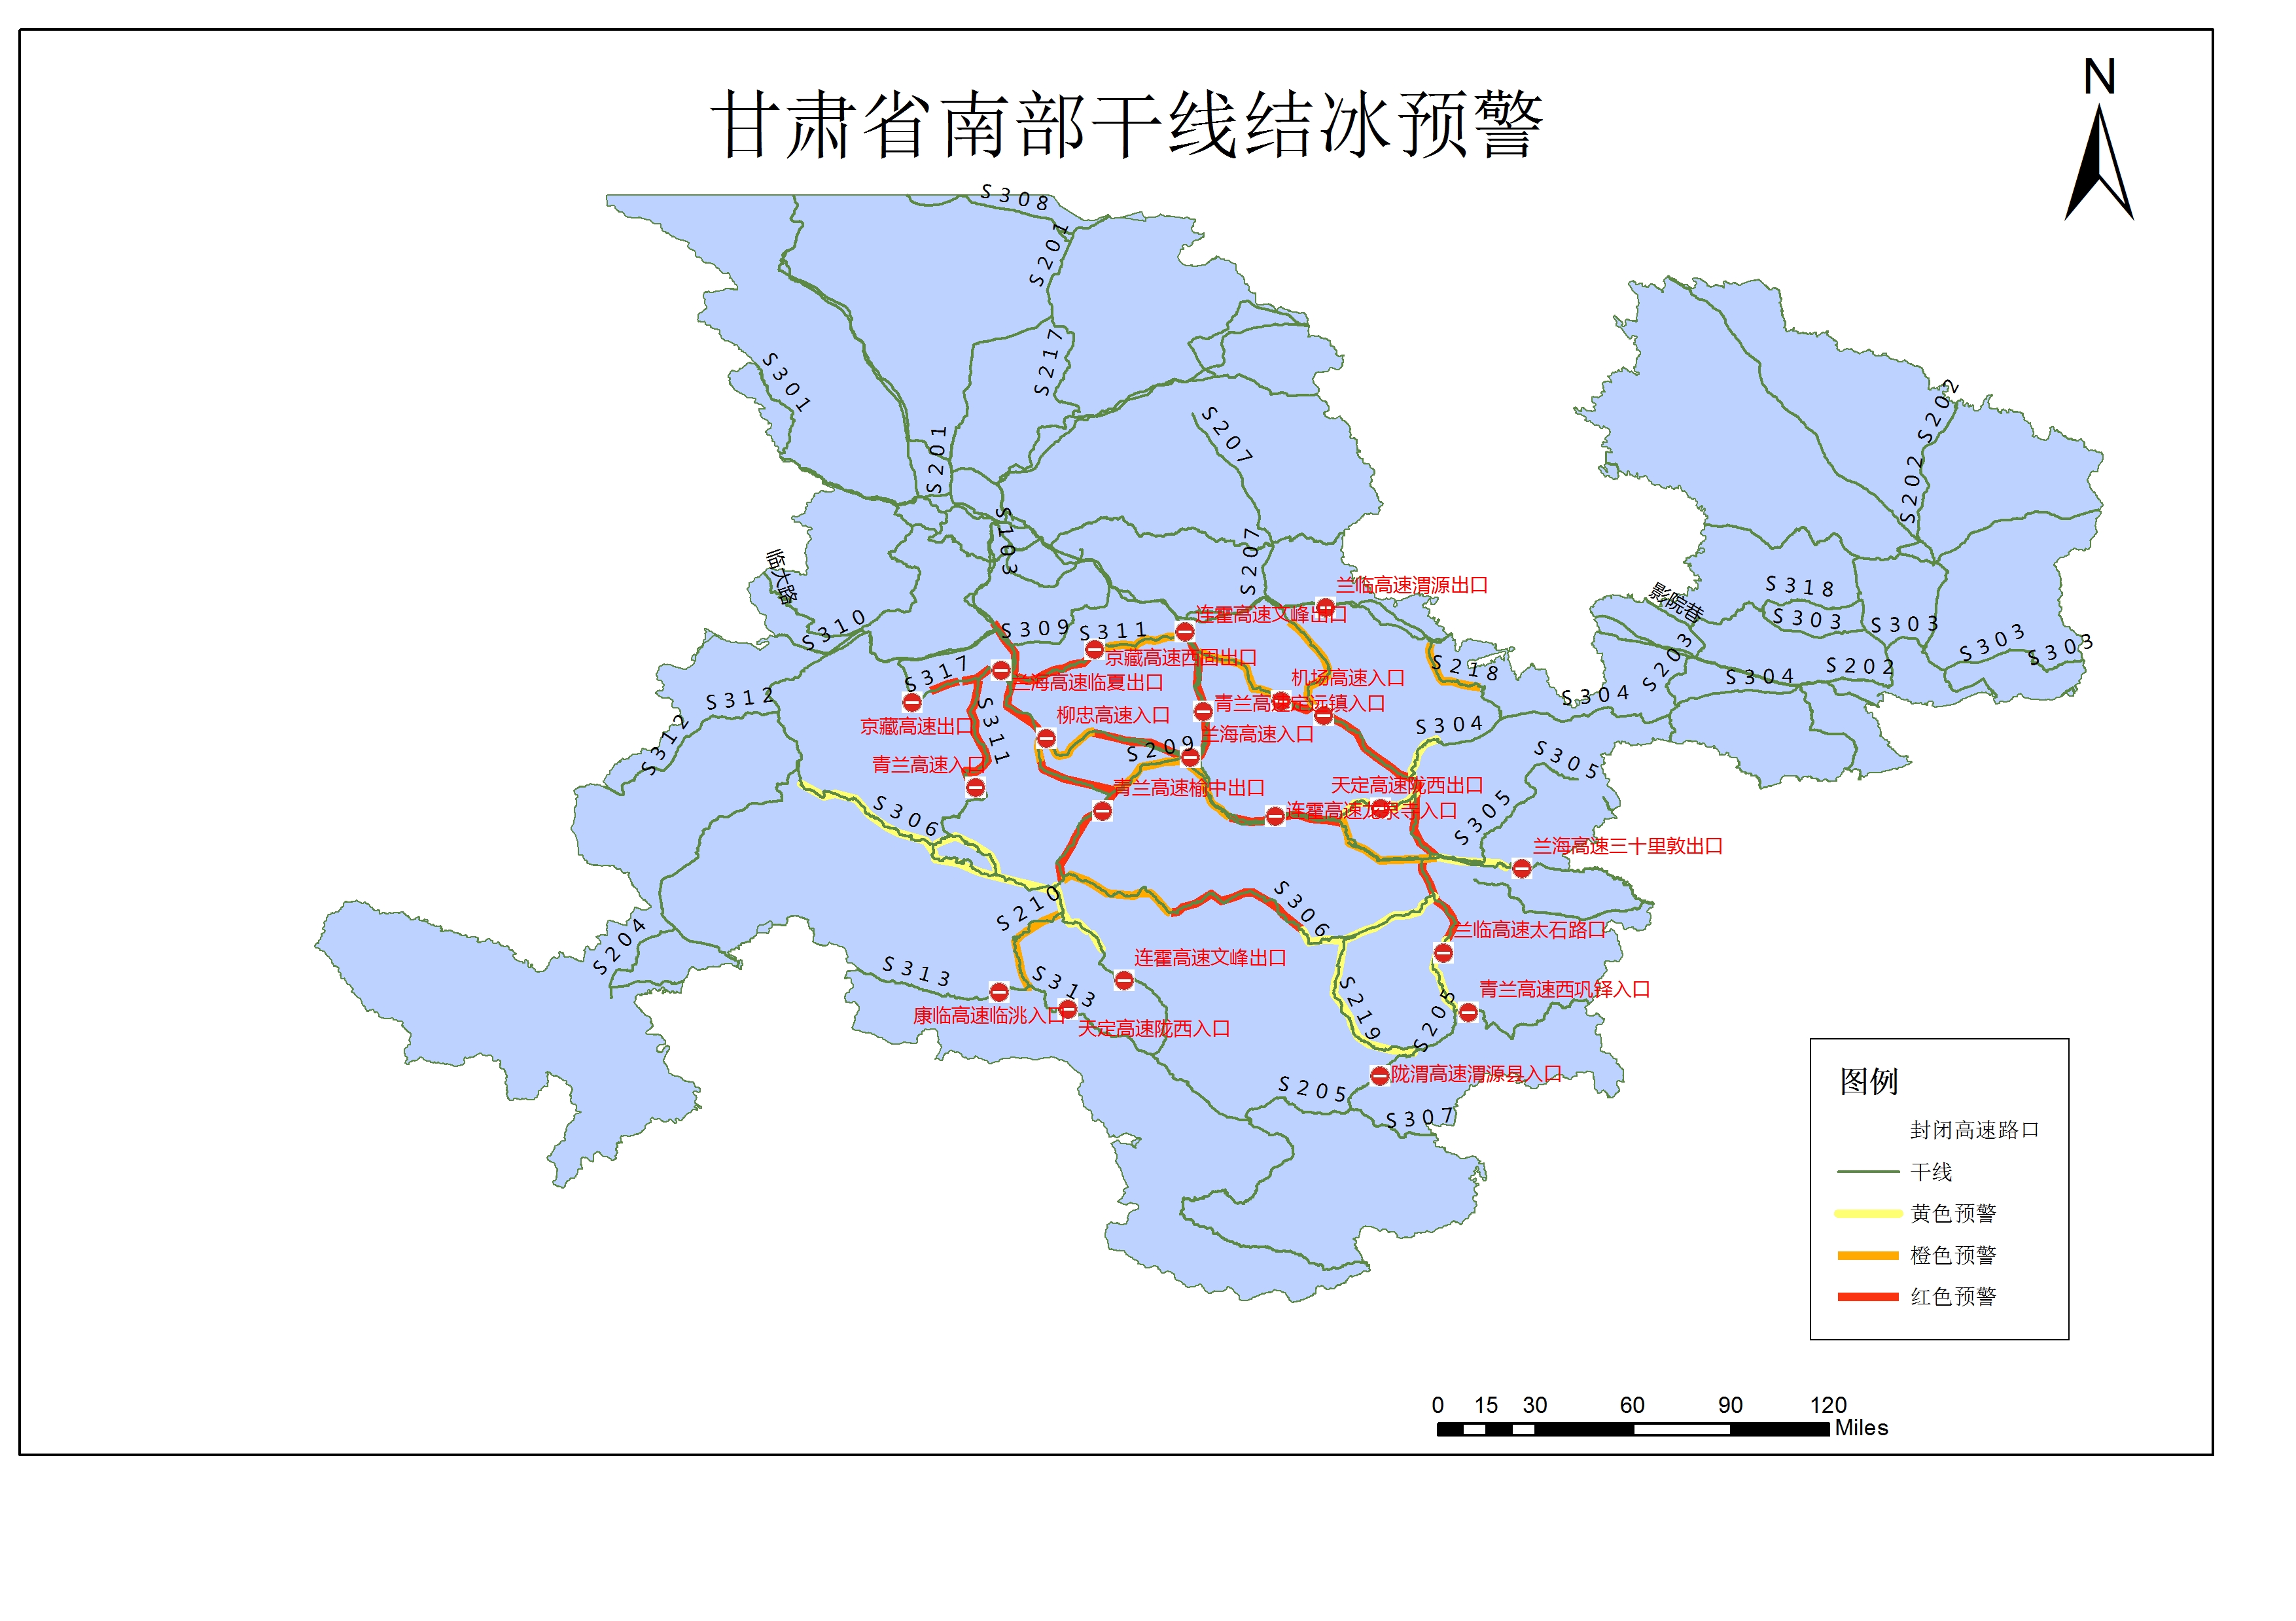 N
甘肃省南部干线结冰预警
S308
S201
S217
S301
S202
S207
S201
S202
S103
S207
临大路
兰临高速渭源出口
影院巷
S318
连霍高速文峰出口
S310
S309
S311
S303
S303
S303
S303
京藏高速西固出口
S203
S218
S317
兰海高速临夏出口
机场高速入口
S304
S202
S312
青兰高速定远镇入口
S304
柳忠高速入口
京藏高速出口
S311
S312
兰海高速入口
S304
S209
青兰高速入口
S305
青兰高速榆中出口
天定高速陇西出口
连霍高速龙泉寺入口
S306
S305
兰海高速三十里敦出口
S210
S306
兰临高速太石路口
S204
连霍高速文峰出口
S313
S313
青兰高速西巩铎入口
康临高速临洮入口
S219
S205
天定高速陇西入口
陇渭高速渭源县入口
S205
S307
图例
封闭高速路口
干线
黄色预警
橙色预警
红色预警
0 15 30 60 90 120
Miles